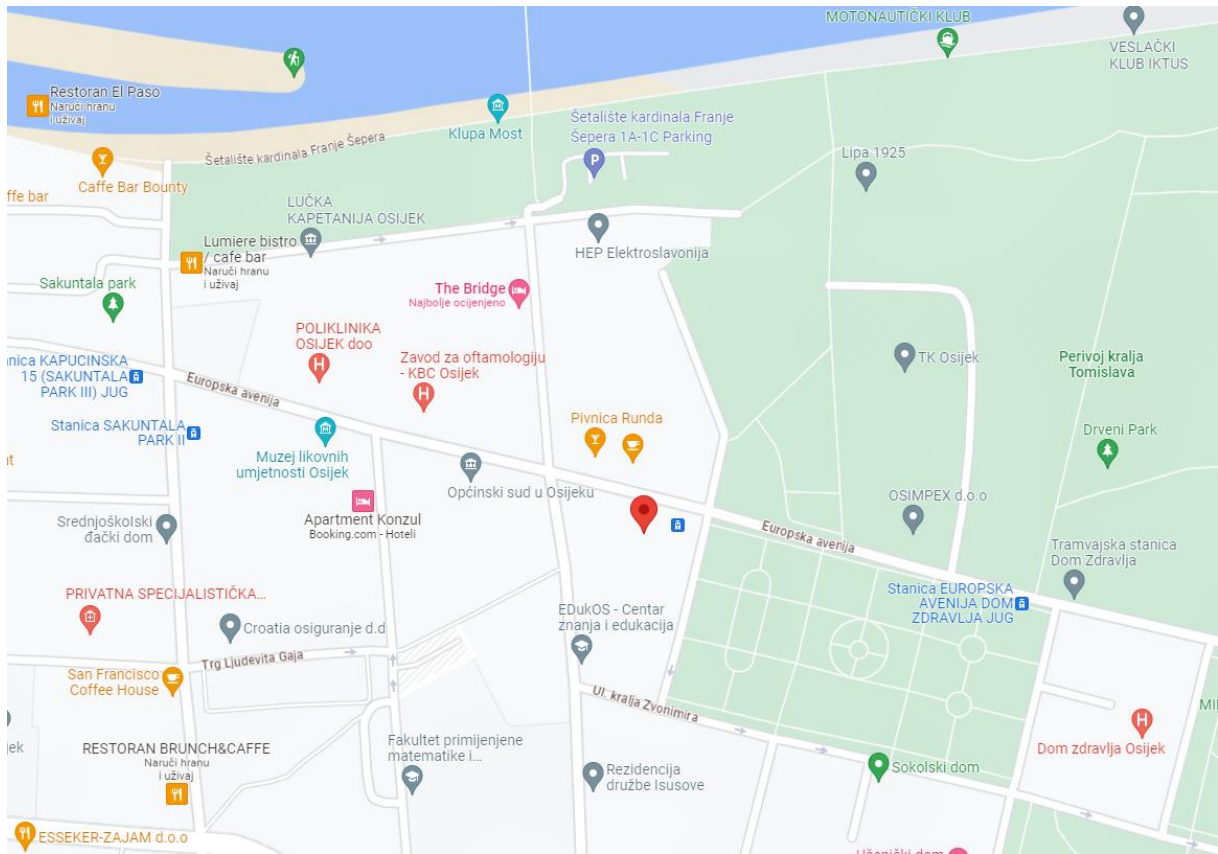 MOTONAUTIČKI KLUB
VESLAČKI
KLUB IKTUS
Restoran El Paso
Naruči hranu
i uživaj
Klupa Most
Šetalište kardinala Franje
Šepera 1A-1C Parking
P
Šetalište kardinala Franje Šepera
Lipa 1925
Caffe Bar Bounty
ffe bar
LUČKA
KAPETANIJA OSIJEK
Lumiere bistro
/ cafe bar
Naruči hranu
i uživaj
HEP Elektroslavonija
Sakuntala park
The Bridge
Najbolje ocijenjeno
POLIKLINIKA
OSIJEK doo
H
Zavod za oftamologiju
- KBC Osijek
H
TK Osijek
Perivoj kralja
Tomislava
nica KAPUCINSKA
15 (SAKUNTALA
PARK III) JUG
Europska avenija
Stanica SAKUNTALA
PARK II
Pivnica Runda
Drveni Park
Muzej likovnih
umjetnosti Osijek
Općinski sud u Osijeku
OSIMPEX d.o.o
Apartment Konzul
Booking.com - Hoteli
Srednjoškolski
đački dom
Europska avenija
Tramvajska stanica
Dom Zdravlja
Stanica EUROPSKA
AVENIJA DOM
ZDRAVLJA JUG
PRIVATNA SPECIJALISTIČKA...
EDukOS - Centar
znanja i edukacija
Croatia osiguranje d.d
Trg Ljudevita Gaja
San Francisco
Coffee House
Ul. kralja Zvonimira
MI
H
Dom zdravlja Osijek
jek
RESTORAN BRUNCH&CAFFE
Naruči hranu
i uživaj
Fakultet primijenjene
matematike i...
Rezidencija
družbe Isusove
Sokolski dom
ESSEKER-ZAJAM d.o.o